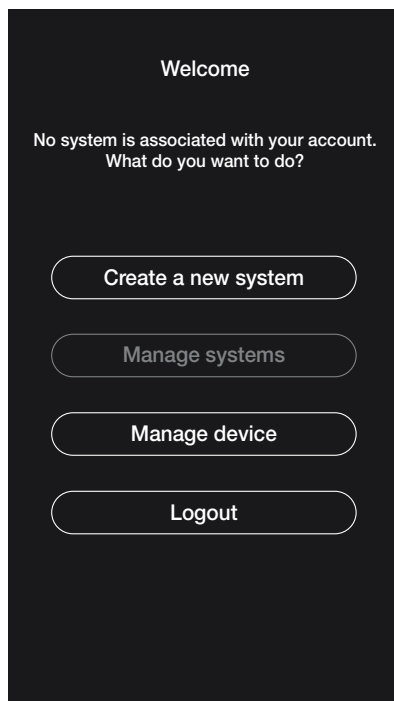 Welcome
No system is associated with your account.
What do you want to do?
Create a new system
Manage systems
Manage device
Logout